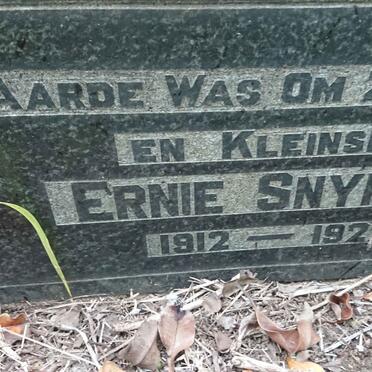 AARDE WAS OM
EN KLEINS
ERNIE SNY
1912 — 192